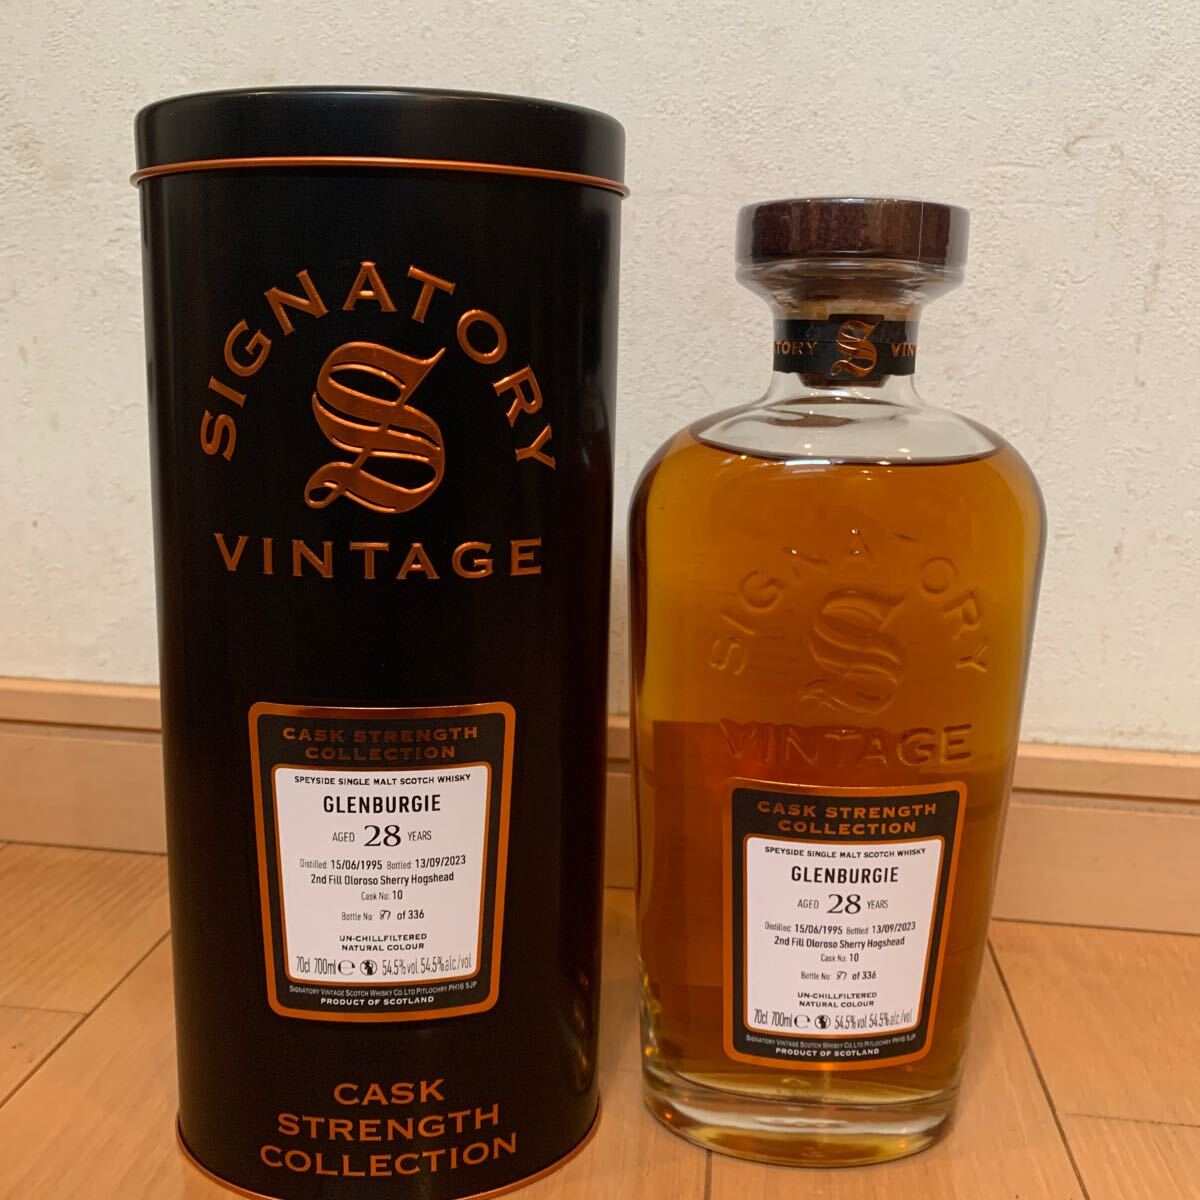 SIGNATORY
S
VINTAGE
CASK STRENGTH
COLLECTION
SPEYSIDE SINGLE MALT SCOTCH WHISKY
GLENBURGIE
AGED 28 YEARS
Distilled: 15/06/1995 Bottled: 13/09/2023
2nd Fill Oloroso Sherry Hogshead
Cask No: 10
Bottle No: 87 of 336
UN-CHILLFILTERED
NATURAL COLOUR
70cl 700ml e 54.5%vol 54.5%alc/vol
SIGNATORY VINTAGE SCOTCH WHISKY CO. LTD PITLOCHRY PH16 5JP
PRODUCT OF SCOTLAND
CASK
STRENGTH
COLLECTION
TORY S VIN
SIGNATORY
S
VINTAGE
CASK STRENGTH
COLLECTION
SPEYSIDE SINGLE MALT SCOTCH WHISKY
GLENBURGIE
AGED 28 YEARS
Distilled: 15/06/1995 Bottled: 13/09/2023
2nd Fill Oloroso Sherry Hogshead
Cask No: 10
Bottle No: 87 of 336
UN-CHILLFILTERED
NATURAL COLOUR
70cl 700ml e 54.5%vol 54.5%alc/vol
SIGNATORY VINTAGE SCOTCH WHISKY CO. LTD PITLOCHRY PH16 5JP
PRODUCT OF SCOTLAND